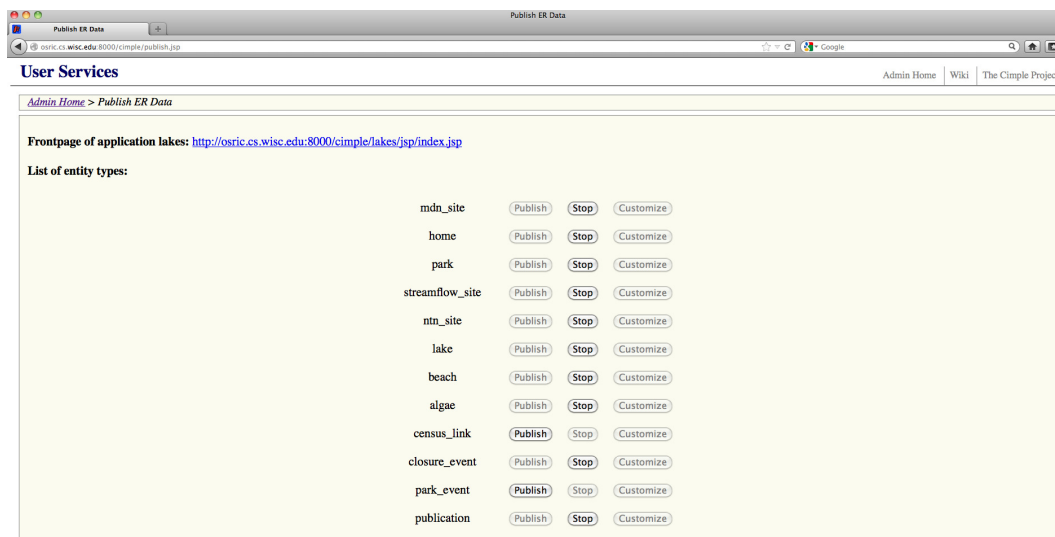 Publish ER Data
Publish ER Data
osric.cs.wisc.edu:8000/cimple/publish.jsp
Google
User Services
Admin Home
Wiki
The Cimple Projec
Admin Home > Publish ER Data
Frontpage of application lakes: http://osric.cs.wisc.edu:8000/cimple/lakes/jsp/index.jsp
List of entity types:
mdn_site Publish Stop Customize
home Publish Stop Customize
park Publish Stop Customize
streamflow_site Publish Stop Customize
ntn_site Publish Stop Customize
lake Publish Stop Customize
beach Publish Stop Customize
algae Publish Stop Customize
census_link Publish Stop Customize
closure_event Publish Stop Customize
park_event Publish Stop Customize
publication Publish Stop Customize